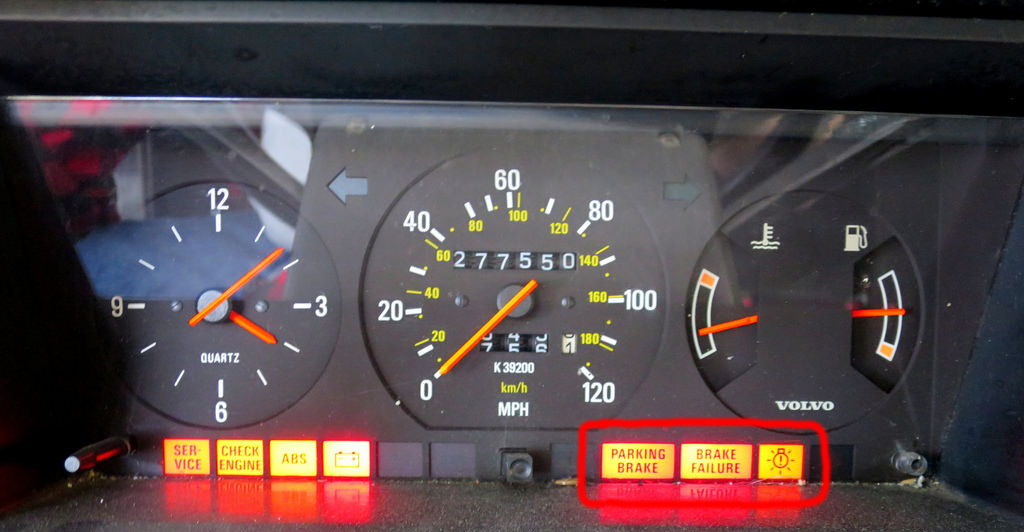 12
3
6
9
QUARTZ
0
20
40
60
80
100
120
20
40
60
80
100
120
140
160
180
277550
1
K 39200
km/h
MPH
VOLVO
SER-
VICE
CHECK
ENGINE
ABS
PARKING
BRAKE
BRAKE
FAILURE